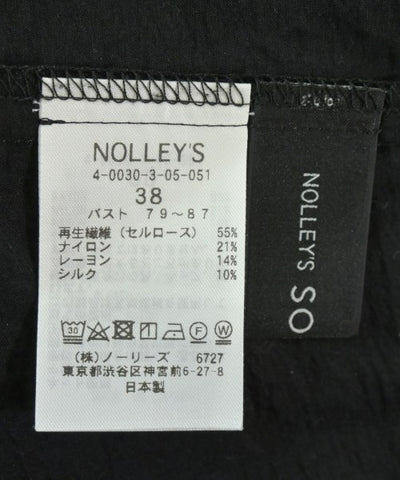 NOLLEY'S
4-0030-3-05-051
38
バスト 79～87
再生繊維（セルロース） 55%
ナイロン 21%
レーヨン 14%
シルク 10%
30 F W
（株）ノーリーズ 6727
東京都渋谷区神宮前6-27-8
日本製
NOLLEY'S SO